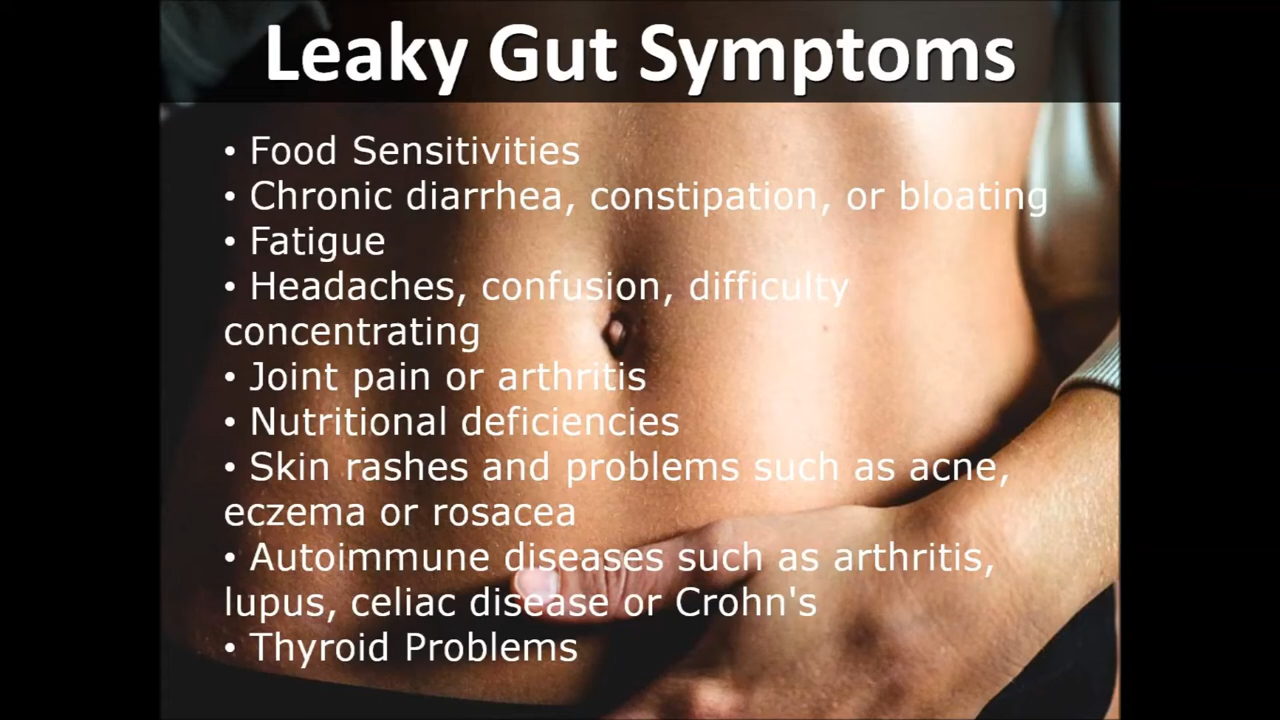 Leaky Gut Symptoms
• Food Sensitivities
• Chronic diarrhea, constipation, or bloating
• Fatigue
• Headaches, confusion, difficulty
concentrating
• Joint pain or arthritis
• Nutritional deficiencies
• Skin rashes and problems such as acne,
eczema or rosacea
• Autoimmune diseases such as arthritis,
lupus, celiac disease or Crohn's
• Thyroid Problems